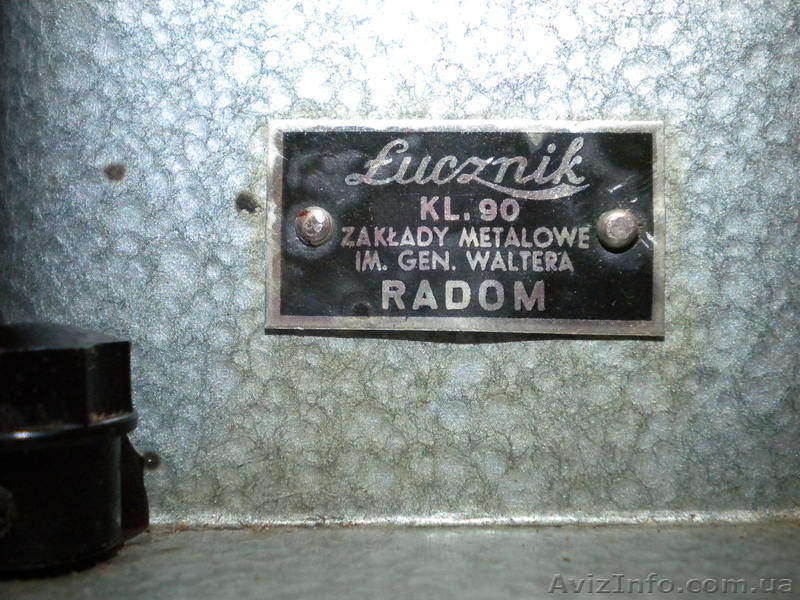 Łucznik
KL. 90
ZAKŁADY METALOWE
IM. GEN. WALTERA
RADOM
AvizInfo.com.ua